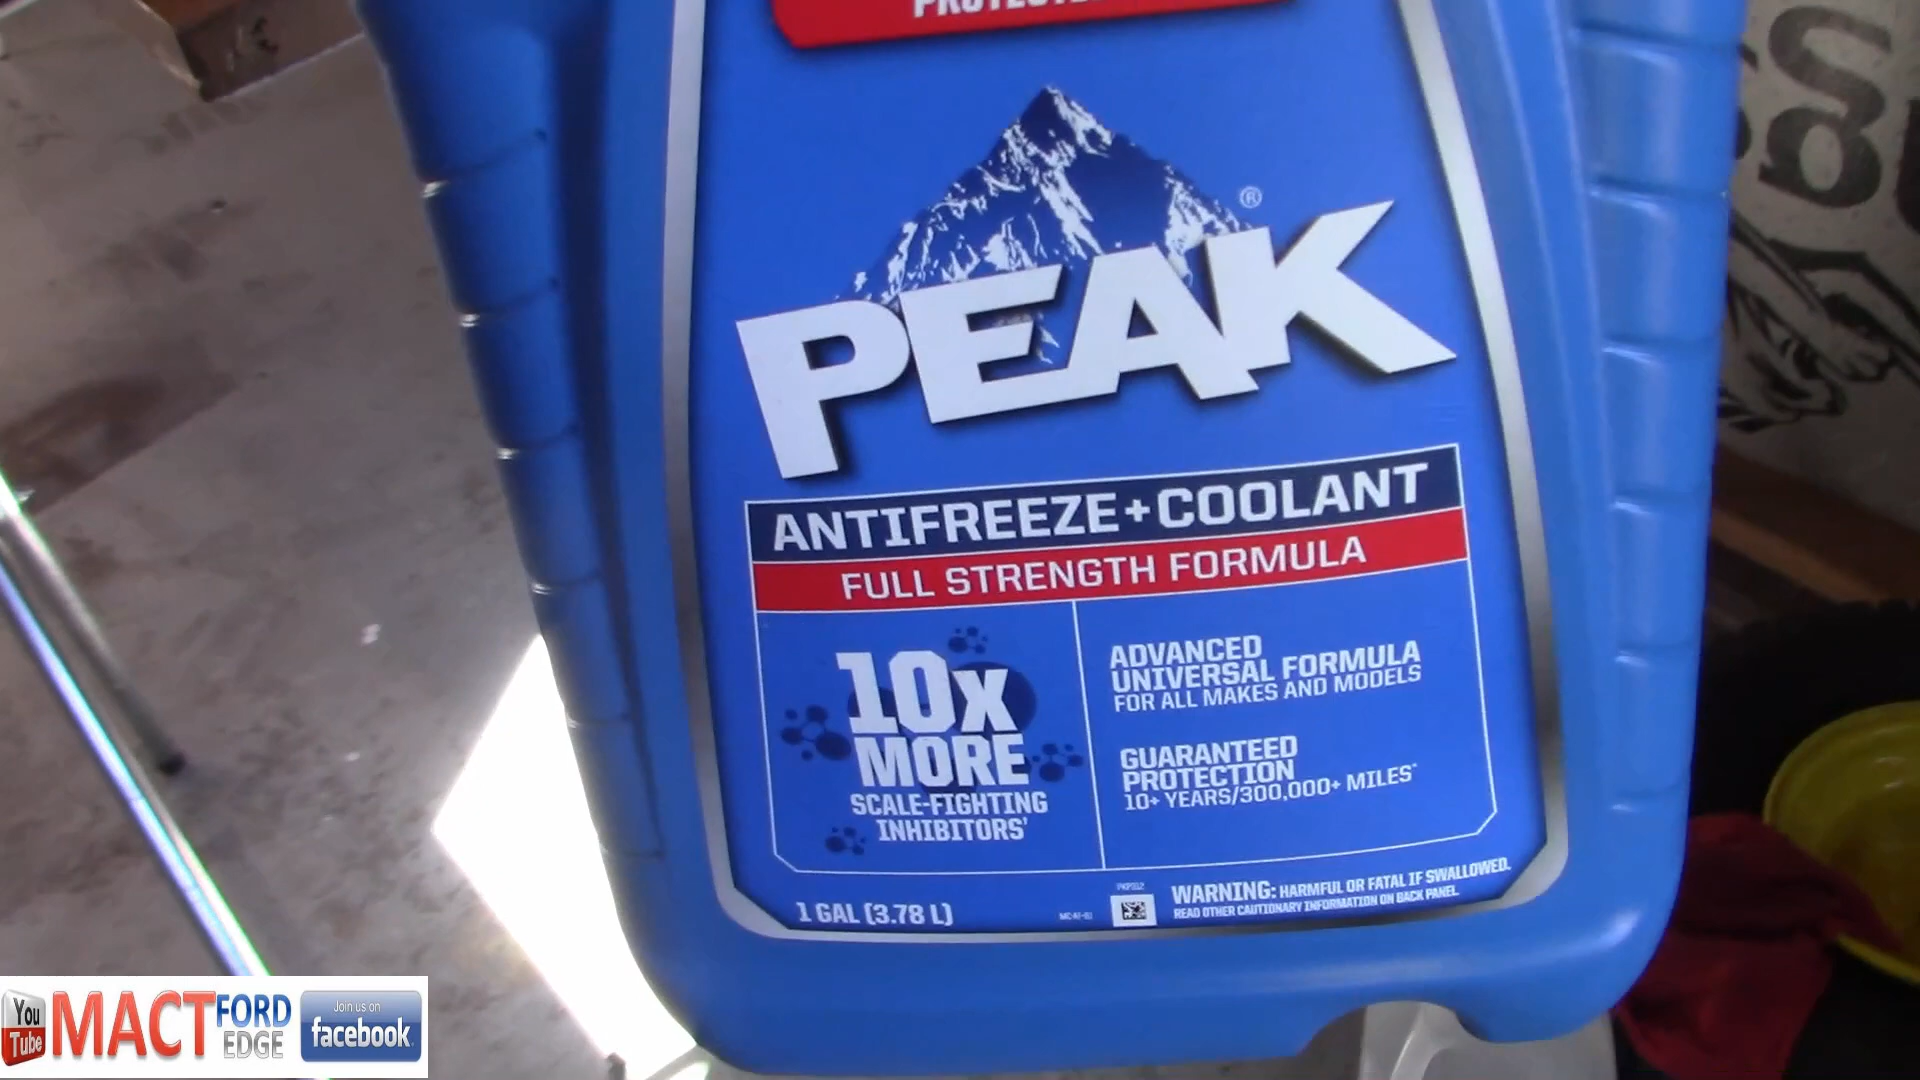 PEAK
®
ANTIFREEZE+COOLANT
FULL STRENGTH FORMULA
10X
MORE
SCALE-FIGHTING
INHIBITORS†
ADVANCED
UNIVERSAL FORMULA
FOR ALL MAKES AND MODELS
GUARANTEED
PROTECTION
10+ YEARS/300,000+ MILES*
1 GAL (3.78 L)
WARNING: HARMFUL OR FATAL IF SWALLOWED.
READ OTHER CAUTIONARY INFORMATION ON BACK PANEL
You
Tube
MACT
FORD
EDGE
Join us on
facebook